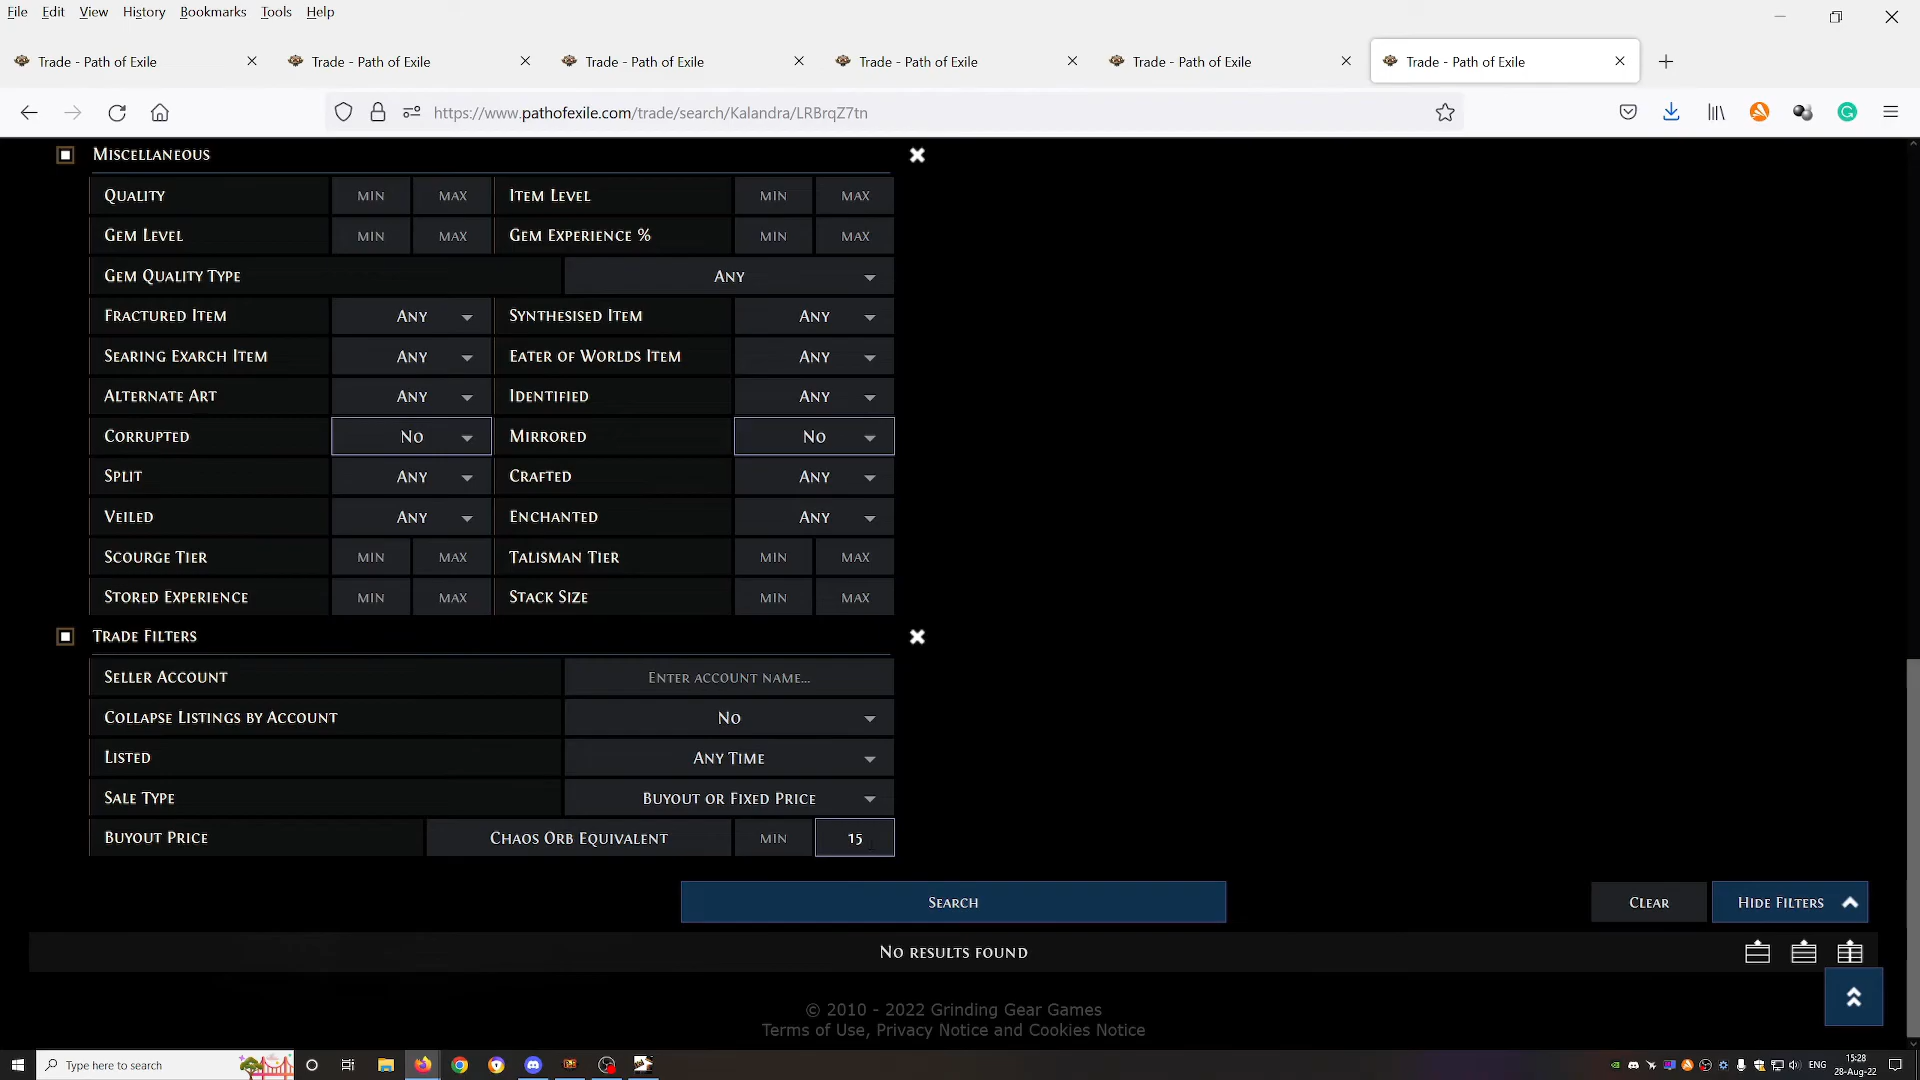 File Edit View History Bookmarks Tools Help
Trade - Path of Exile Trade - Path of Exile Trade - Path of Exile Trade - Path of Exile Trade - Path of Exile Trade - Path of Exile
https://www.pathofexile.com/trade/search/Kalandra/LRBrqZ7tn
Miscellaneous
Quality MIN MAX Item Level MIN MAX
Gem Level MIN MAX Gem Experience % MIN MAX
Gem Quality Type Any
Fractured Item Any Synthesised Item Any
Searing Exarch Item Any Eater of Worlds Item Any
Alternate Art Any Identified Any
Corrupted No Mirrored No
Split Any Crafted Any
Veiled Any Enchanted Any
Scourge Tier MIN MAX Talisman Tier MIN MAX
Stored Experience MIN MAX Stack Size MIN MAX
Trade Filters
Seller Account Enter account name...
Collapse Listings by Account No
Listed Any Time
Sale Type Buyout or Fixed Price
Buyout Price Chaos Orb Equivalent MIN 15
Search Clear Hide Filters
No results found
© 2010 - 2022 Grinding Gear Games
Terms of Use, Privacy Notice and Cookies Notice
Type here to search ENG 15:28
28-Aug-22